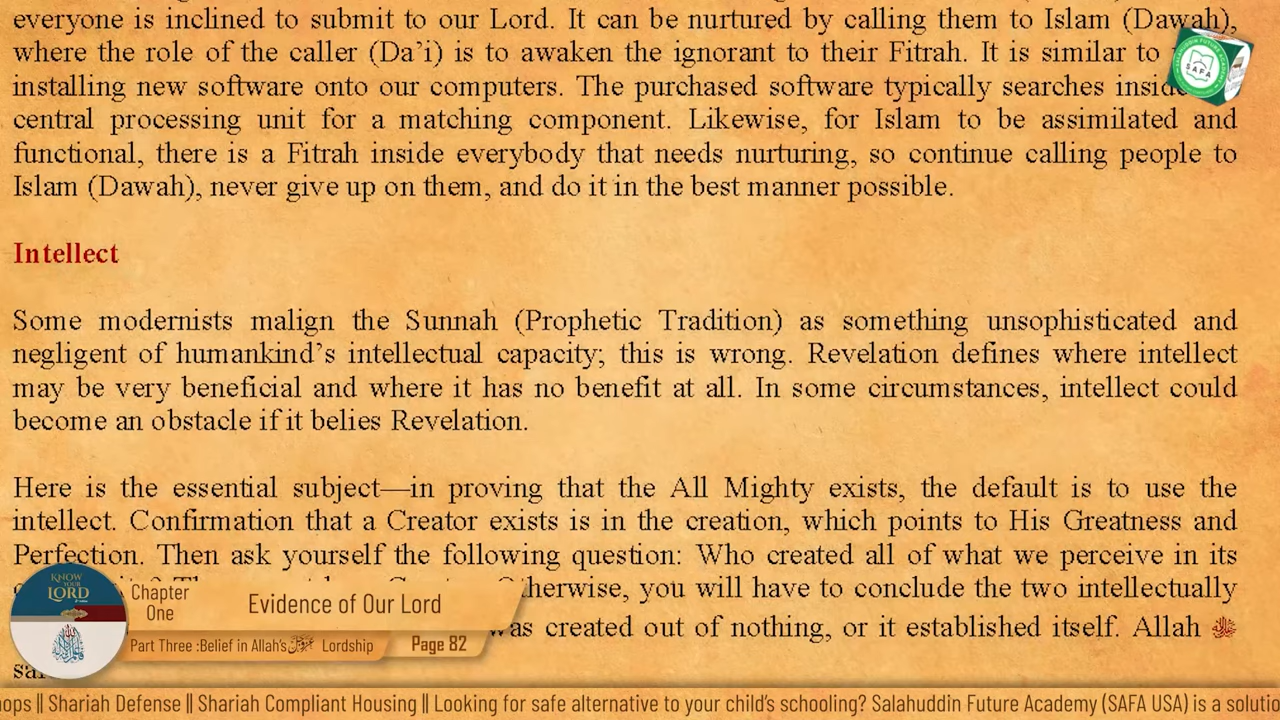 everyone is inclined to submit to our Lord. It can be nurtured by calling them to Islam (Dawah),
where the role of the caller (Da’i) is to awaken the ignorant to their Fitrah. It is similar to
installing new software onto our computers. The purchased software typically searches
central processing unit for a matching component. Likewise, for Islam to be assimilated and
functional, there is a Fitrah inside everybody that needs nurturing, so continue calling people to
Islam (Dawah), never give up on them, and do it in the best manner possible.
SAFA
Intellect
Some modernists malign the Sunnah (Prophetic Tradition) as something unsophisticated and
negligent of humankind’s intellectual capacity; this is wrong. Revelation defines where intellect
may be very beneficial and where it has no benefit at all. In some circumstances, intellect could
become an obstacle if it belies Revelation.
Here is the essential subject—in proving that the All Mighty exists, the default is to use the
intellect. Confirmation that a Creator exists is in the creation, which points to His Greatness and
Perfection. Then ask yourself the following question: Who created all of what we perceive in its
you will have to conclude the two intellectually
was created out of nothing, or it established itself. Allah
KNOW
YOUR
LORD
Chapter
One
Evidence of Our Lord
Part Three :Belief in Allah’s Lordship
Page 82
ops || Shariah Defense || Shariah Compliant Housing || Looking for safe alternative to your child’s schooling? Salahuddin Future Academy (SAFA USA) is a